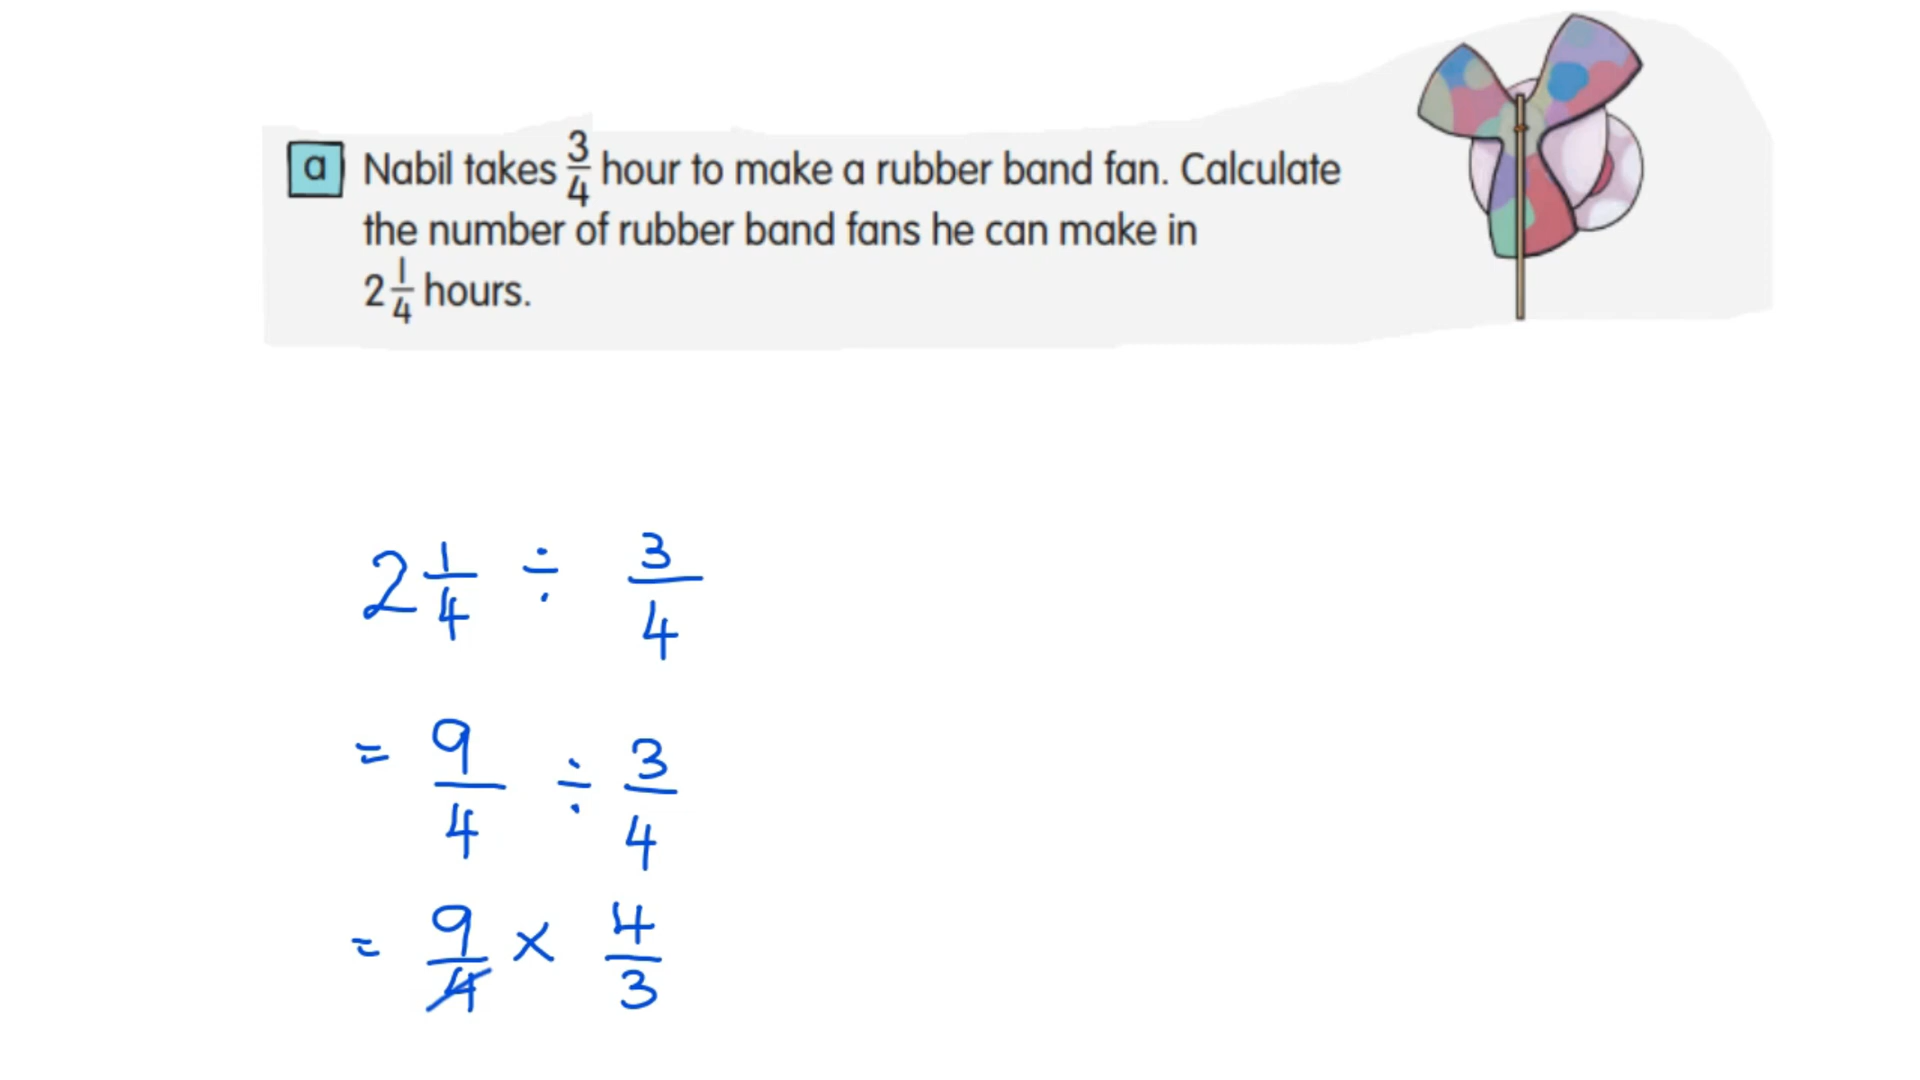 a Nabil takes 3/4 hour to make a rubber band fan. Calculate
the number of rubber band fans he can make in
2 1/4 hours.
2 1/4 ÷ 3/4
= 9/4 ÷ 3/4
= 9/4 × 4/3